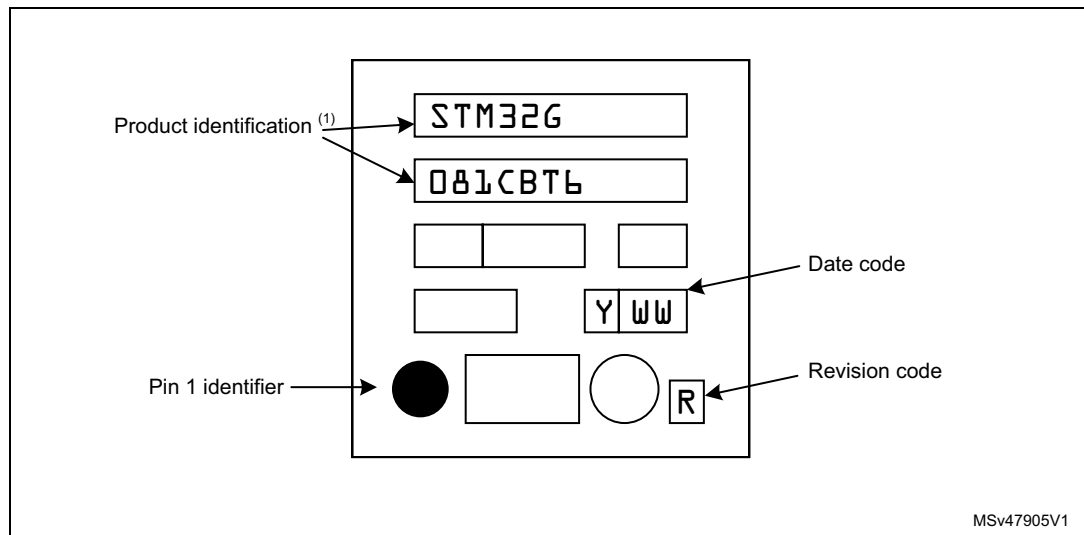 STM32G
Product identification (1)
081CBT6
Date code
Y WW
Pin 1 identifier
Revision code
R
MSv47905V1